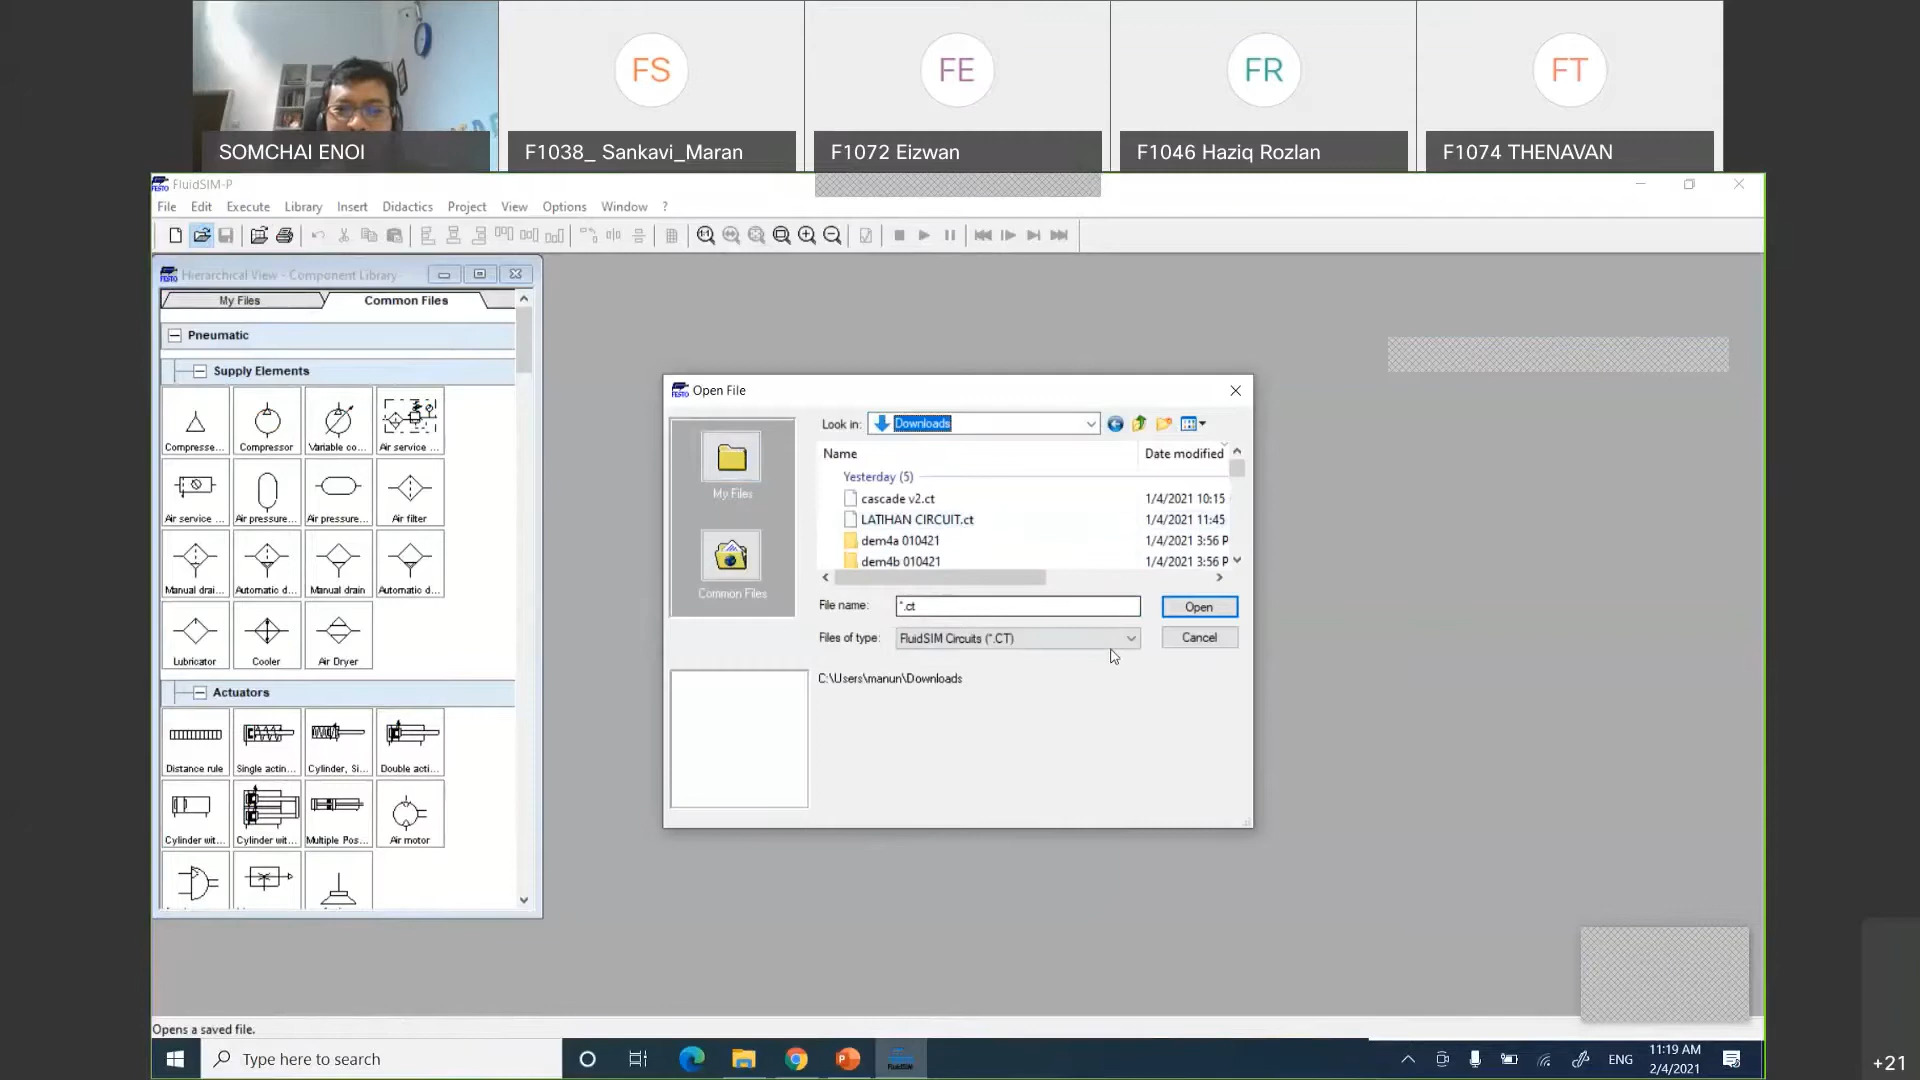 FS
FE
FR
FT
SOMCHAI ENOI
F1038_ Sankavi_Maran
F1072 Eizwan
F1046 Haziq Rozlan
F1074 THENAVAN
FluidSIM-P
File Edit Execute Library Insert Didactics Project View Options Window ?
Hierarchical View - Component Library
My Files Common Files
Pneumatic
Supply Elements
Compresse... Compressor Variable co... Air service ...
Air service ... Air pressure... Air pressure... Air filter
Manual drai... Automatic d... Manual drain Automatic d...
Lubricator Cooler Air Dryer
Actuators
Distance rule Single actin... Cylinder, Si... Double acti...
Cylinder wit... Cylinder wit... Multiple Pos... Air motor
Open File
Look in: Downloads
My Files
Common Files
Name Date modified
Yesterday (5)
cascade v2.ct 1/4/2021 10:15
LATIHAN CIRCUIT.ct 1/4/2021 11:45
dem4a 010421 1/4/2021 3:56 P
dem4b 010421 1/4/2021 3:56 P
File name: *.ct Open
Files of type: FluidSIM Circuits (*.CT) Cancel
C:\Users\manun\Downloads
Opens a saved file.
Type here to search
ENG
11:19 AM
2/4/2021
+21